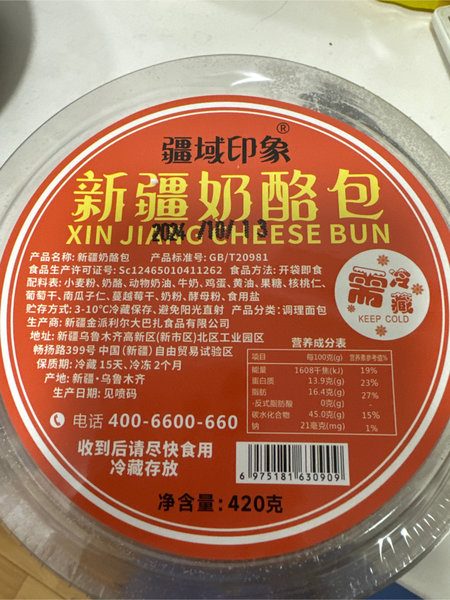 疆域印象®
新疆奶酪包
XIN JIANG CHEESE BUN
2024 /10/13
产品名称：新疆奶酪包 产品标准号：GB/T20981
食品生产许可证号：Sc12465010411262 食品方法：开袋即食
配料表：小麦粉、奶酪、动物奶油、牛奶、鸡蛋、黄油、果糖、核桃仁、
葡萄干、南瓜子仁、蔓越莓干、奶粉、酵母粉、食用盐
贮存方式：3-10℃冷藏保存，避免阳光直射 产品分类：调理面包
生产商：新疆金派利尔大巴扎食品有限公司
地址：新疆乌鲁木齐高新区（新市区）北区工业园区
畅扬路399号 中国（新疆）自由贸易试验区
保质期：冷藏 15天、冷冻 2个月
产地：新疆·乌鲁木齐
生产日期：见喷码
需冷藏
KEEP COLD
营养成分表
项目 每100克(g) 营养素参考值%
能量 1608千焦(kJ) 19%
蛋白质 13.9克(g) 23%
脂肪 16.4克(g) 27%
-反式脂肪酸 0克(g)
碳水化合物 45.0克(g) 15%
钠 21毫克(mg) 1%
电话 400-6600-660
收到后请尽快食用
冷藏存放
6975181630909
净含量：420克